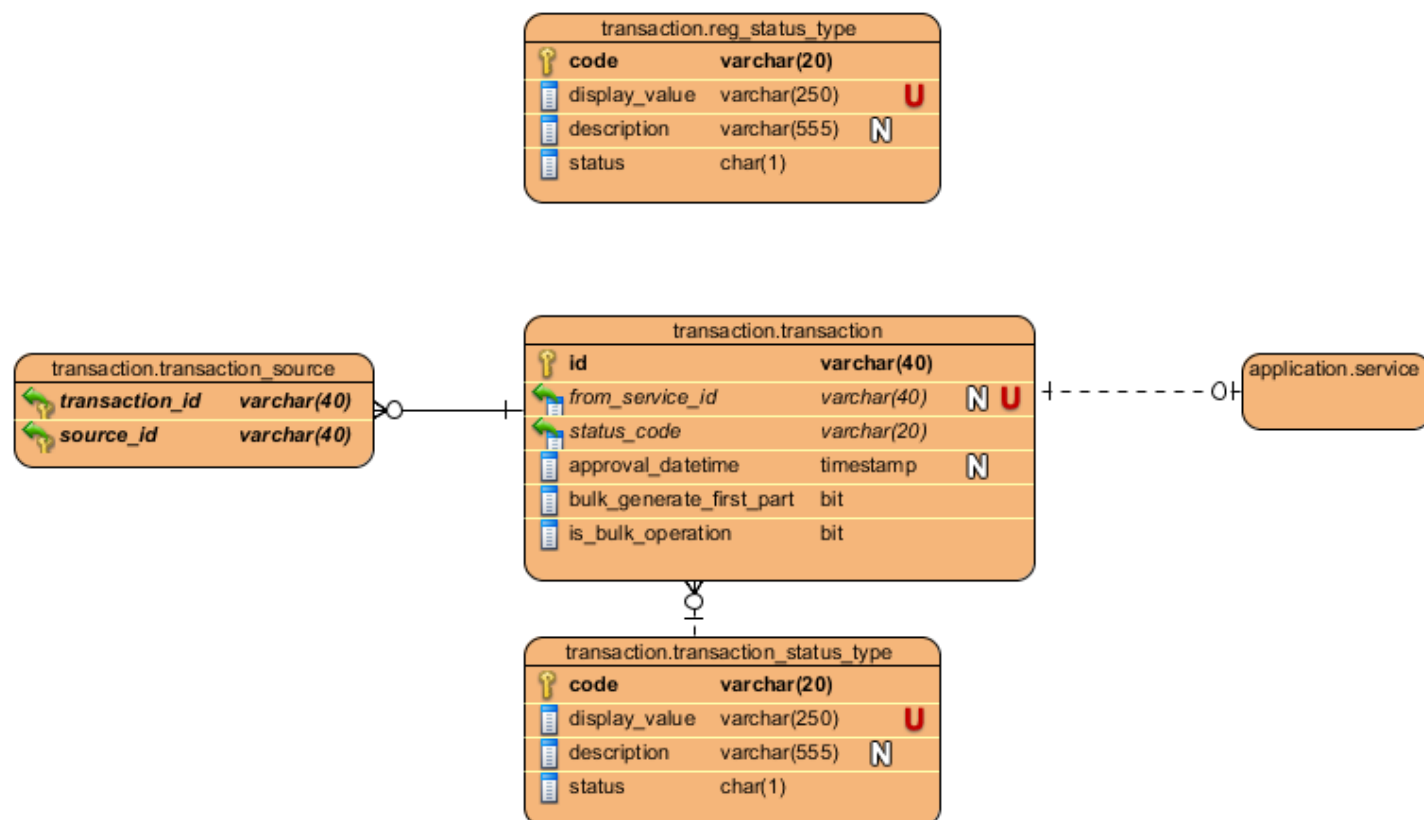 transaction.reg_status_type
code varchar(20)
display_value varchar(250) U
description varchar(555) N
status char(1)
transaction.transaction
id varchar(40)
from_service_id varchar(40) N U
status_code varchar(20)
approval_datetime timestamp N
bulk_generate_first_part bit
is_bulk_operation bit
transaction.transaction_source
transaction_id varchar(40)
source_id varchar(40)
application.service
transaction.transaction_status_type
code varchar(20)
display_value varchar(250) U
description varchar(555) N
status char(1)